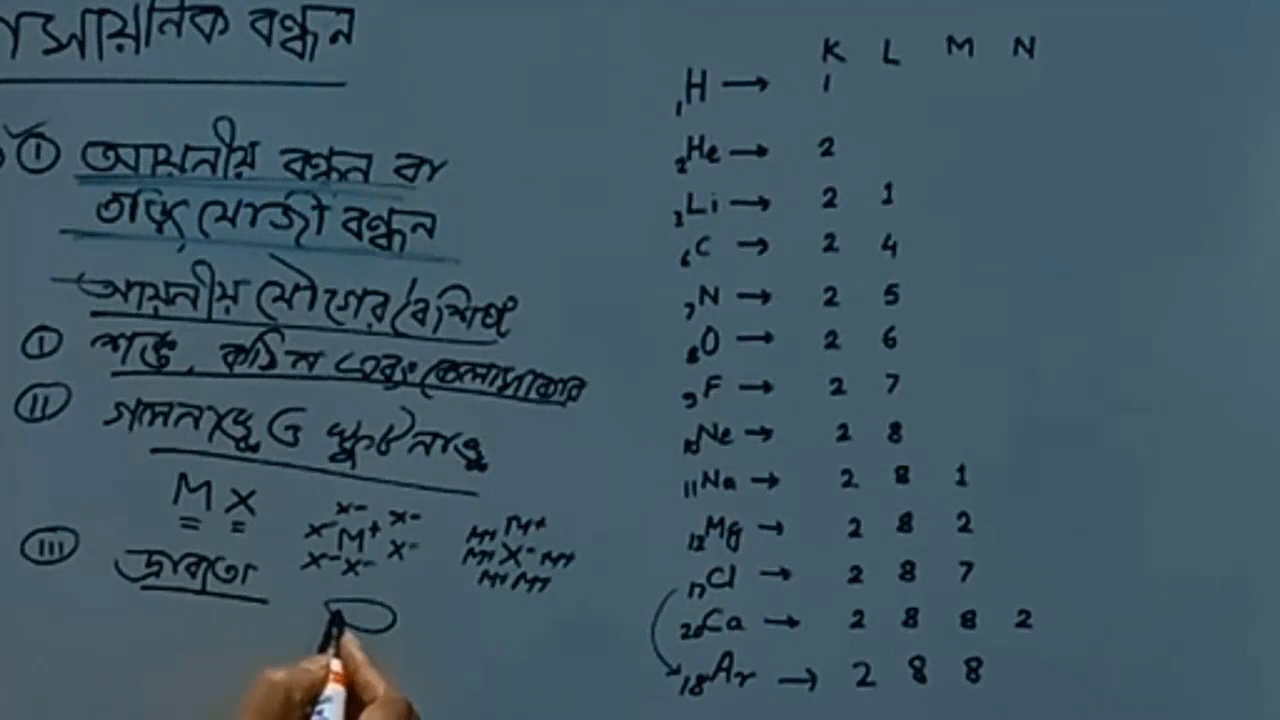 রাসায়নিক বন্ধন
① আয়নীয় বন্ধন বা
তড়িৎযোজী বন্ধন
আয়নীয় যৌগের বৈশিষ্ট্য
① শক্ত, কঠিন এবং কেলাসাকার
② গলনাঙ্ক ও স্ফুটনাঙ্ক
M X
X- X- X- M+ X- X- X-
M+ M+ X- M+ M+
③ দ্রাব্যতা
K L M N
₁H → 1
₂He → 2
₃Li → 2 1
₆C → 2 4
₇N → 2 5
₈O → 2 6
₉F → 2 7
₁₀Ne → 2 8
₁₁Na → 2 8 1
₁₂Mg → 2 8 2
₁₇Cl → 2 8 7
₂₀Ca → 2 8 8 2
₁₈Ar → 2 8 8